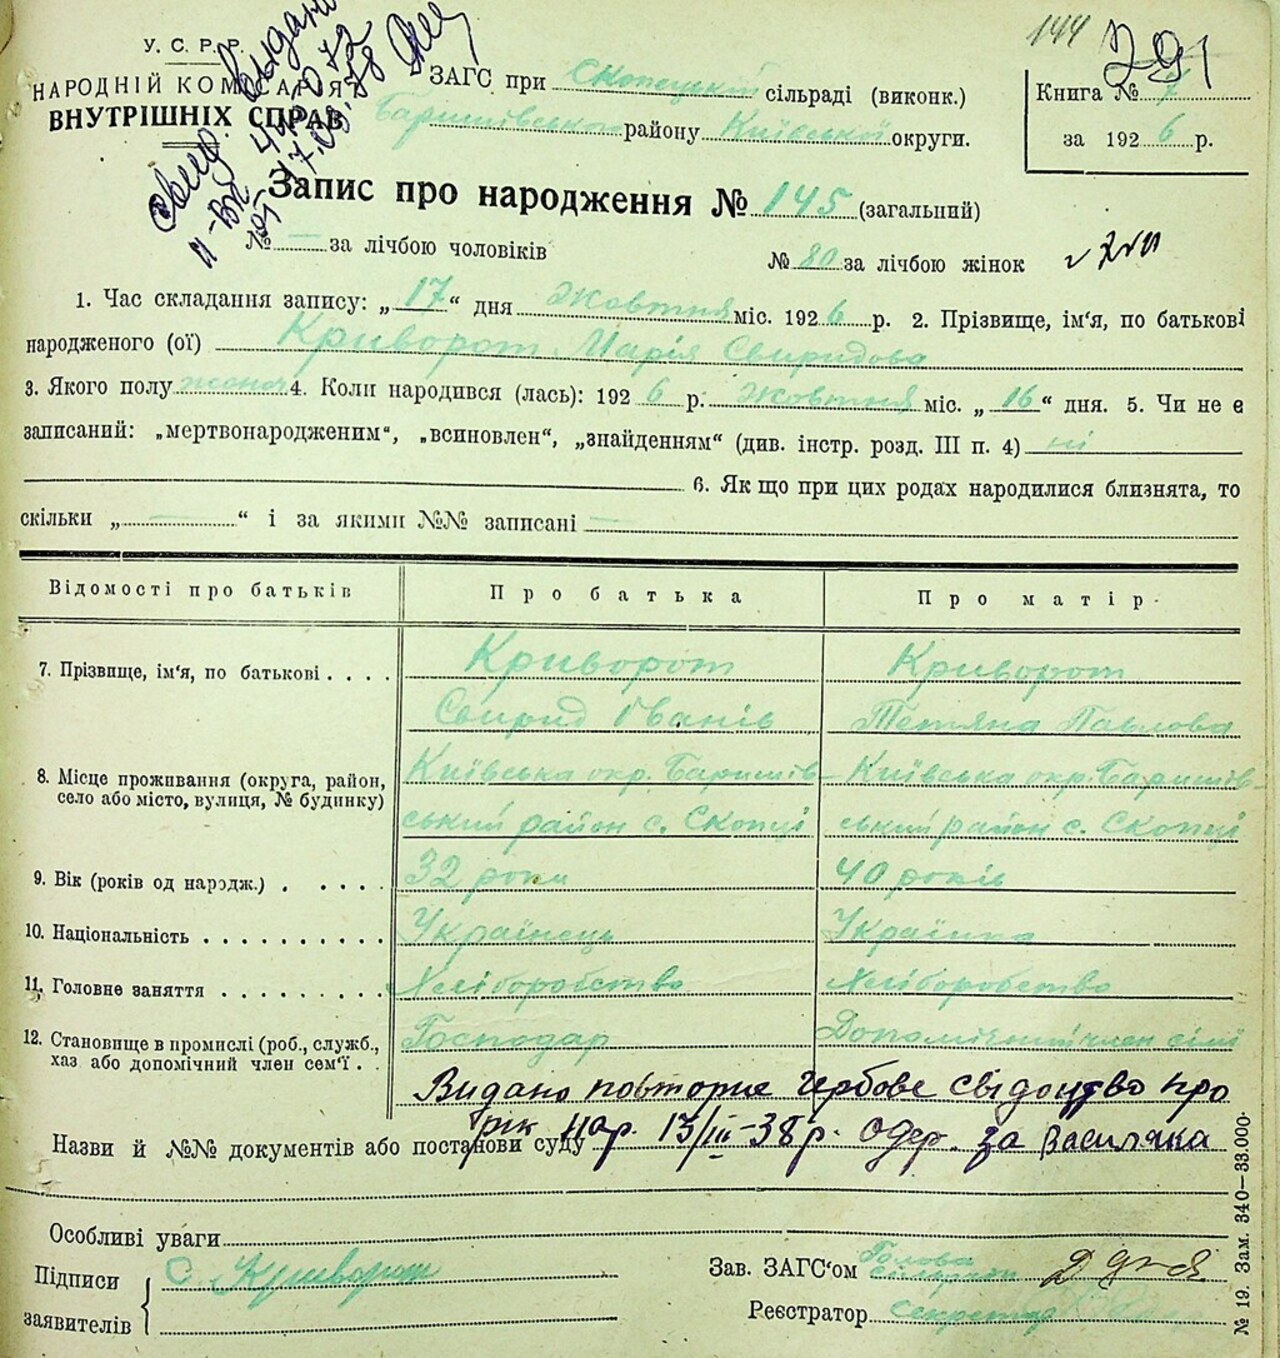 144 291
У. С. Р. Р.
НАРОДНІЙ КОМІСАРІЯТ
ВНУТРІШНІХ СПРАВ
ЗАГС при Скопецкій сільраді (виконк.)
Баришівського району Київської округи.
Книга № 7
за 1926 р.
Запис про народження № 145 (загальний)
№ — за лічбою чоловіків
№ 80 за лічбою жінок
1. Час складання запису: „17“ дня Жовтня міс. 1926 р. 2. Прізвище, ім‘я, по батькові
народженого (ої) Криворот Марія Свиридова
3. Якого полу жоноч 4. Коли народився (лась): 1926 р. Жовтня міс. „16“ дня. 5. Чи не є
записаний: „мертвонародженим“, „всиновлен“, „знайденням“ (див. інстр. розд. III п. 4) ні
6. Як що при цих родах народилися близнята, то
скільки „—“ і за якими №№ записані —
Відомості про батьків Про батька Про матір
7. Прізвище, ім‘я, по батькові . . . . Криворот Криворот
Свирид Іванів Тетяна Павлова
8. Місце проживання (округа, район, Київська окр. Баришів- Київська окр. Баришів-
село або місто, вулиця, № будинку)
ський район с. Скопці ський район с. Скопці
9. Вік (років од народж.) . . . . . 32 роки 40 років
10. Національність . . . . . . . . . . Українець Українка
11. Головне заняття . . . . . . . . . Хліборобство Хліборобство
12. Становище в промислі (роб., служб., Господар Допомічний член сімї
хаз або допомічний член сем‘ї . .
Видано повторне гербове свідоцтво про
рік нар. 13/III-38 р. одер. за Василяка
Назви й №№ документів або постанови суду
Особливі уваги
Підписи С Криворот
заявителів
Зав. ЗАГС‘ом Голова сільради
Реєстратор Секретар
№ 19. Зам. 340—33.000.